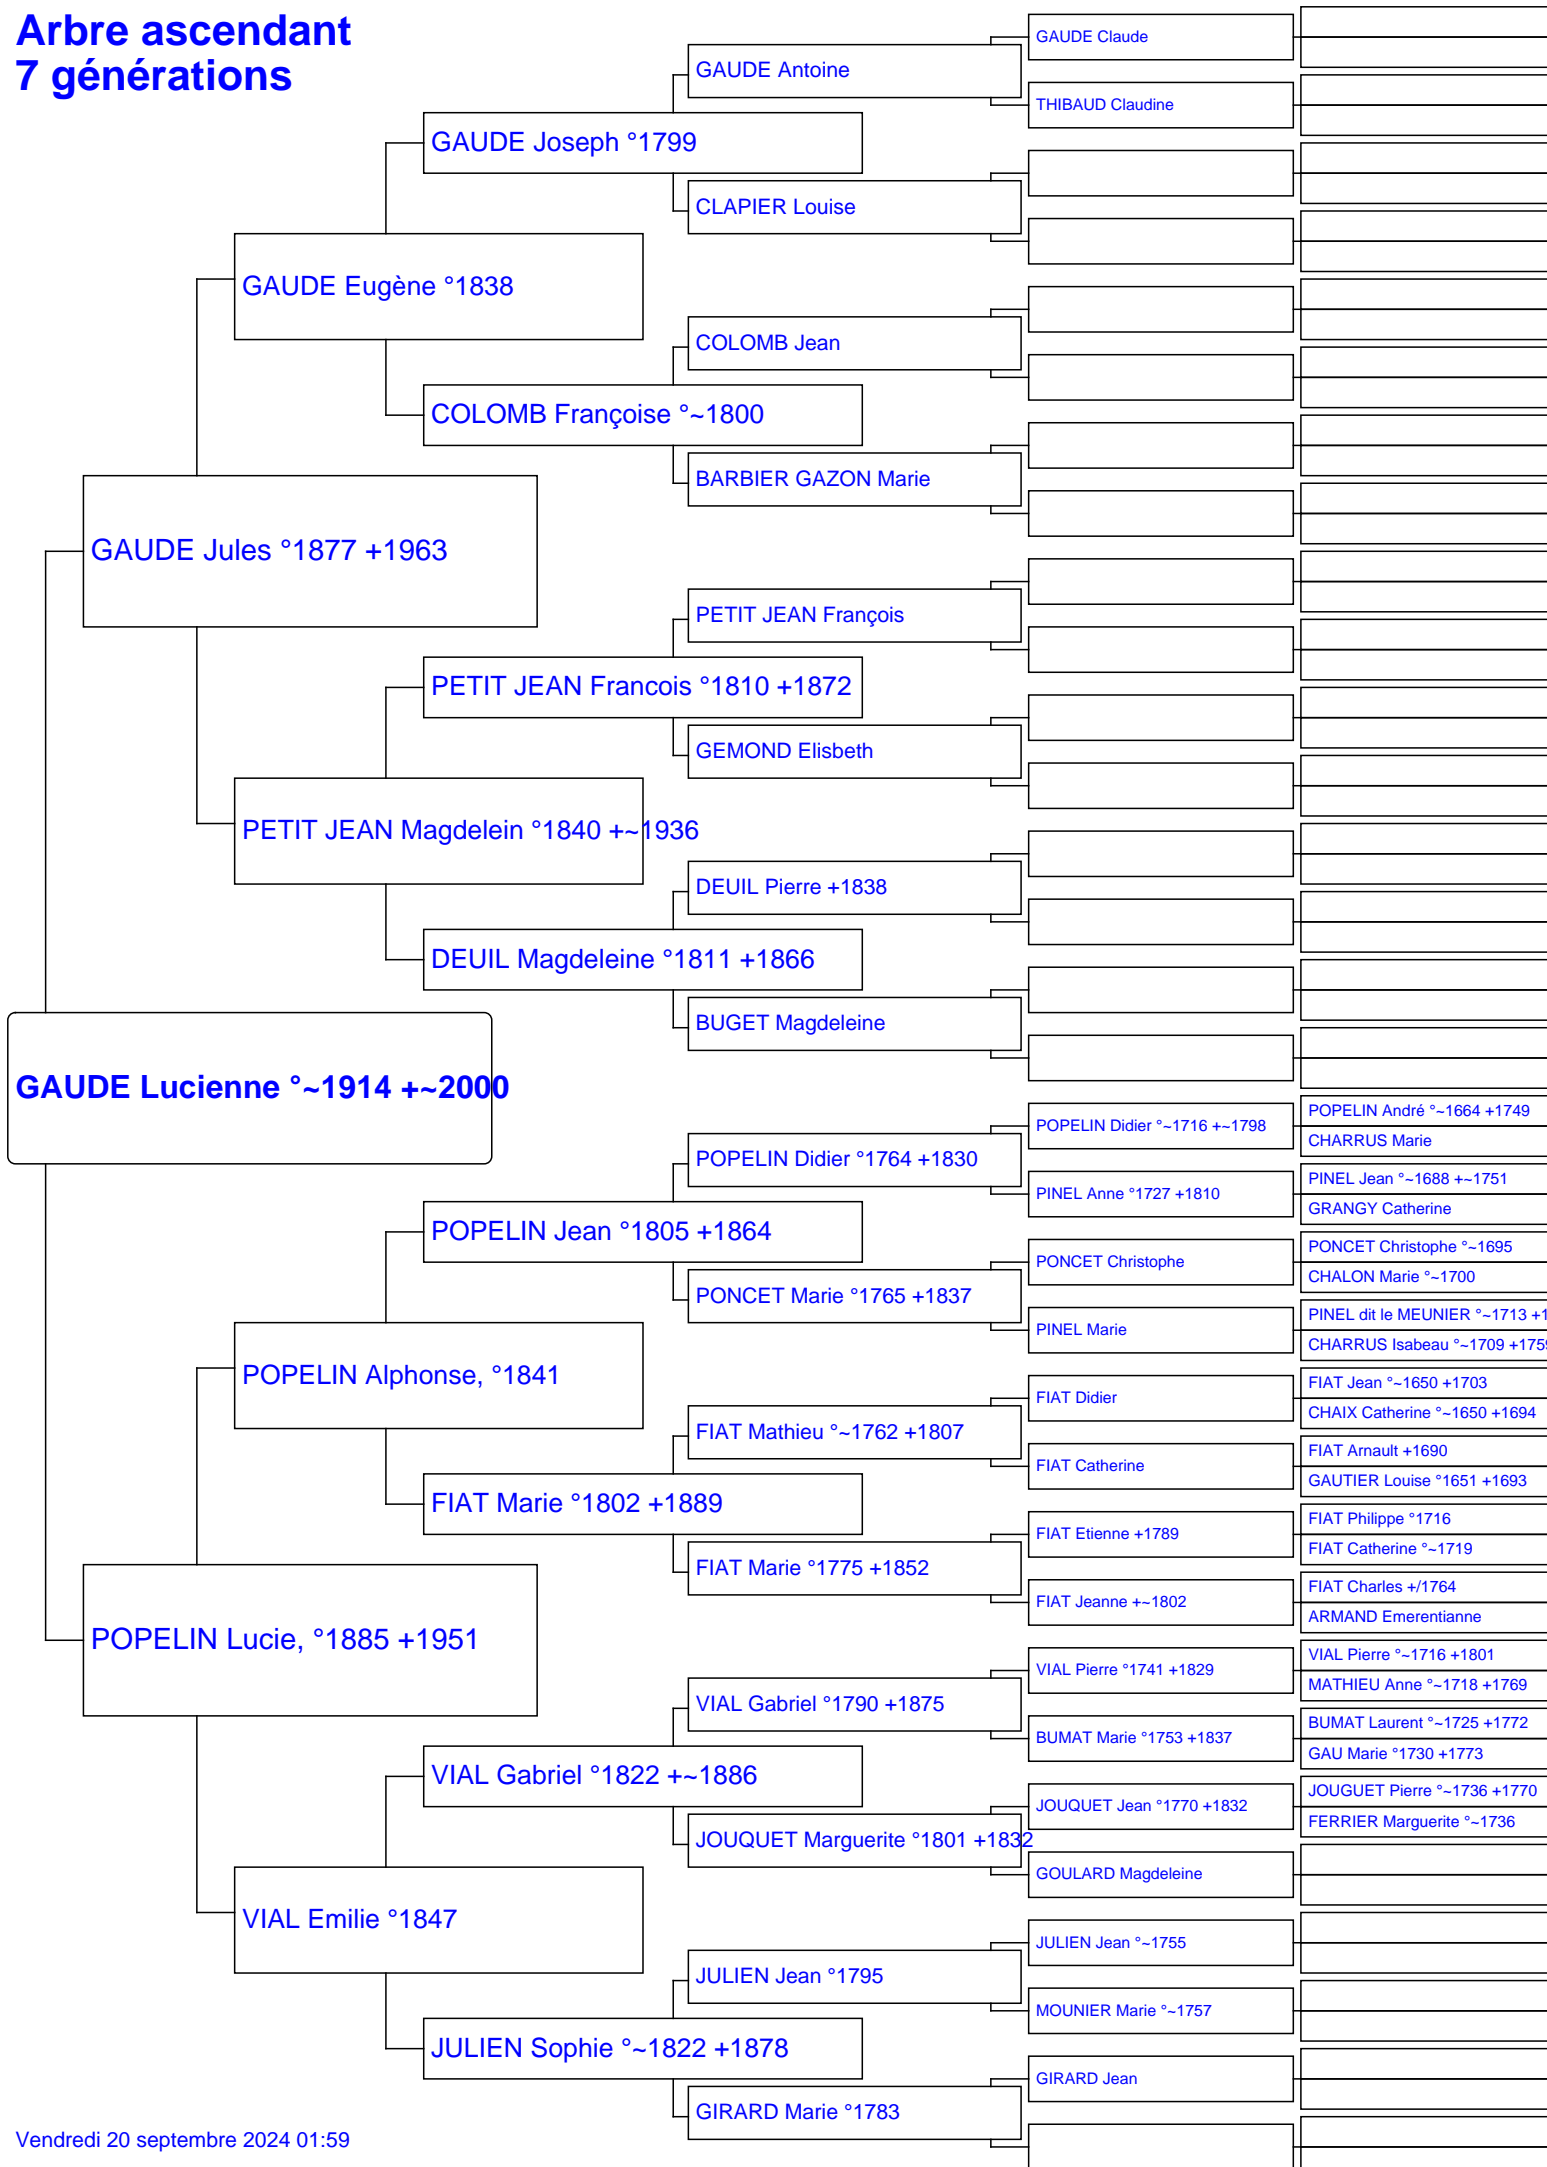 Arbre ascendant
7 générations
GAUDE Claude
GAUDE Antoine
THIBAUD Claudine
GAUDE Joseph °1799
CLAPIER Louise
GAUDE Eugène °1838
COLOMB Jean
COLOMB Françoise °~1800
BARBIER GAZON Marie
GAUDE Jules °1877 +1963
PETIT JEAN François
PETIT JEAN Francois °1810 +1872
GEMOND Elisbeth
PETIT JEAN Magdelein °1840 +~1936
DEUIL Pierre +1838
DEUIL Magdeleine °1811 +1866
BUGET Magdeleine
GAUDE Lucienne °~1914 +~2000
POPELIN André °~1664 +1749
POPELIN Didier °~1716 +~1798
CHARRUS Marie
POPELIN Didier °1764 +1830
PINEL Jean °~1688 +~1751
PINEL Anne °1727 +1810
GRANGY Catherine
POPELIN Jean °1805 +1864
PONCET Christophe °~1695
PONCET Christophe
CHALON Marie °~1700
PONCET Marie °1765 +1837
PINEL dit le MEUNIER °~1713 +1
PINEL Marie
CHARRUS Isabeau °~1709 +1759
POPELIN Alphonse, °1841
FIAT Jean °~1650 +1703
FIAT Didier
CHAIX Catherine °~1650 +1694
FIAT Mathieu °~1762 +1807
FIAT Arnault +1690
FIAT Catherine
GAUTIER Louise °1651 +1693
FIAT Marie °1802 +1889
FIAT Philippe °1716
FIAT Etienne +1789
FIAT Catherine °~1719
FIAT Marie °1775 +1852
FIAT Charles +/1764
FIAT Jeanne +~1802
ARMAND Emerentianne
POPELIN Lucie, °1885 +1951
VIAL Pierre °~1716 +1801
VIAL Pierre °1741 +1829
MATHIEU Anne °~1718 +1769
VIAL Gabriel °1790 +1875
BUMAT Laurent °~1725 +1772
BUMAT Marie °1753 +1837
GAU Marie °1730 +1773
VIAL Gabriel °1822 +~1886
JOUGUET Pierre °~1736 +1770
JOUQUET Jean °1770 +1832
FERRIER Marguerite °~1736
JOUQUET Marguerite °1801 +1832
GOULARD Magdeleine
VIAL Emilie °1847
JULIEN Jean °~1755
JULIEN Jean °1795
MOUNIER Marie °~1757
JULIEN Sophie °~1822 +1878
GIRARD Jean
GIRARD Marie °1783
Vendredi 20 septembre 2024 01:59